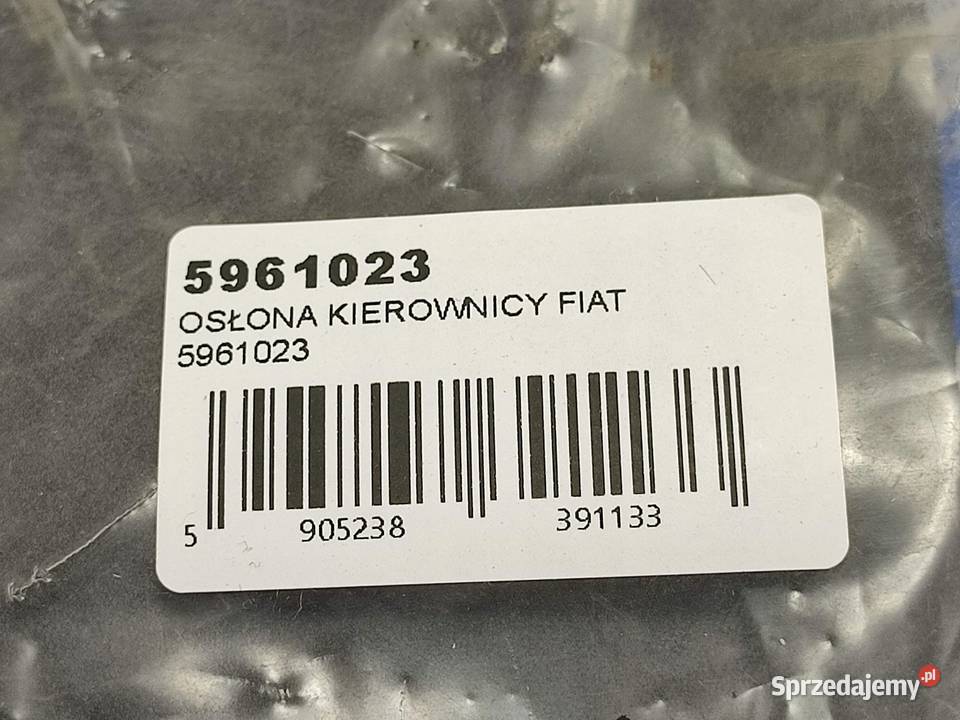 5961023
OSŁONA KIEROWNICY FIAT
5961023
5 905238 391133
Sprzedajemy.pl